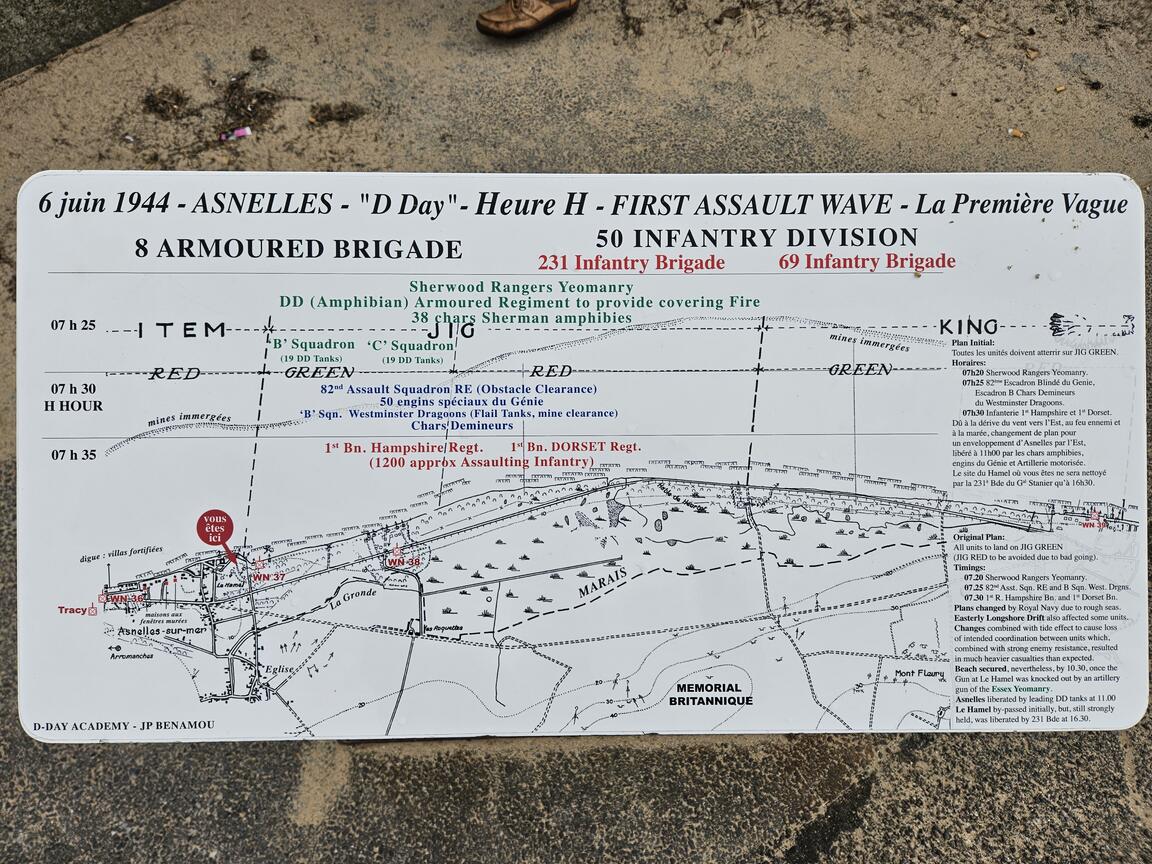 6 juin 1944 - ASNELLES - "D Day"- Heure H - FIRST ASSAULT WAVE - La Première Vague
8 ARMOURED BRIGADE
50 INFANTRY DIVISION
231 Infantry Brigade
69 Infantry Brigade
Sherwood Rangers Yeomanry
DD (Amphibian) Armoured Regiment to provide covering Fire
38 chars Sherman amphibies
07 h 25
ITEM
JIG
KING
B' Squadron
'C' Squadron
(19 DD Tanks)
(19 DD Tanks)
mines immergées
RED
GREEN
RED
GREEN
07 h 30
H HOUR
82nd Assault Squadron RE (Obstacle Clearance)
50 engins spéciaux du Génie
'B' Sqn. Westminster Dragoons (Flail Tanks, mine clearance)
Chars Demineurs
mines immergées
07 h 35
1st Bn. Hampshire Regt.
1st Bn. DORSET Regt.
(1200 approx Assaulting Infantry)
Plan Initial:
Toutes les unités doivent atterrir sur JIG GREEN.
Horaires:
07h20 Sherwood Rangers Yeomanry.
07h25 82ème Escadron Blindé du Genie,
Escadron B Chars Demineurs
du Westminster Dragoons.
07h30 Infanterie 1st Hampshire et 1st Dorset.
Dû à la dérive du vent vers l'Est, au feu ennemi et
à la marée, changement de plan pour
un enveloppement d'Asnelles par l'Est,
libéré à 11h00 par les chars amphibies,
engins du Génie et Artillerie motorisée.
Le site du Hamel où vous êtes ne sera nettoyé
par la 231e Bde du Gal Stanier qu'à 16h30.
vous
êtes
ici
digue : villas fortifiées
WN 36
Le Hamel
WN 37
WN 38
WN 39
Tracy
maisons aux
fenêtres murées
Asnelles-sur-mer
Arromanches
La Gronde
Les Roquettes
MARAIS
Eglise
MEMORIAL
BRITANNIQUE
Mont Fleury
Original Plan:
All units to land on JIG GREEN
(JIG RED to be avoided due to bad going).
Timings:
07.20 Sherwood Rangers Yeomanry.
07.25 82nd Asst. Sqn. RE and B Sqn. West. Drgns.
07.30 1st R. Hampshire Bn. and 1st Dorset Bn.
Plans changed by Royal Navy due to rough seas.
Easterly Longshore Drift also affected some units.
Changes combined with tide effect to cause loss
of intended coordination between units which,
combined with strong enemy resistance, resulted
in much heavier casualties than expected.
Beach secured, nevertheless, by 10.30, once the
Gun at Le Hamel was knocked out by an artillery
gun of the Essex Yeomanry.
Asnelles liberated by leading DD tanks at 11.00
Le Hamel by-passed initially, but, still strongly
held, was liberated by 231 Bde at 16.30.
D-DAY ACADEMY - JP BENAMOU